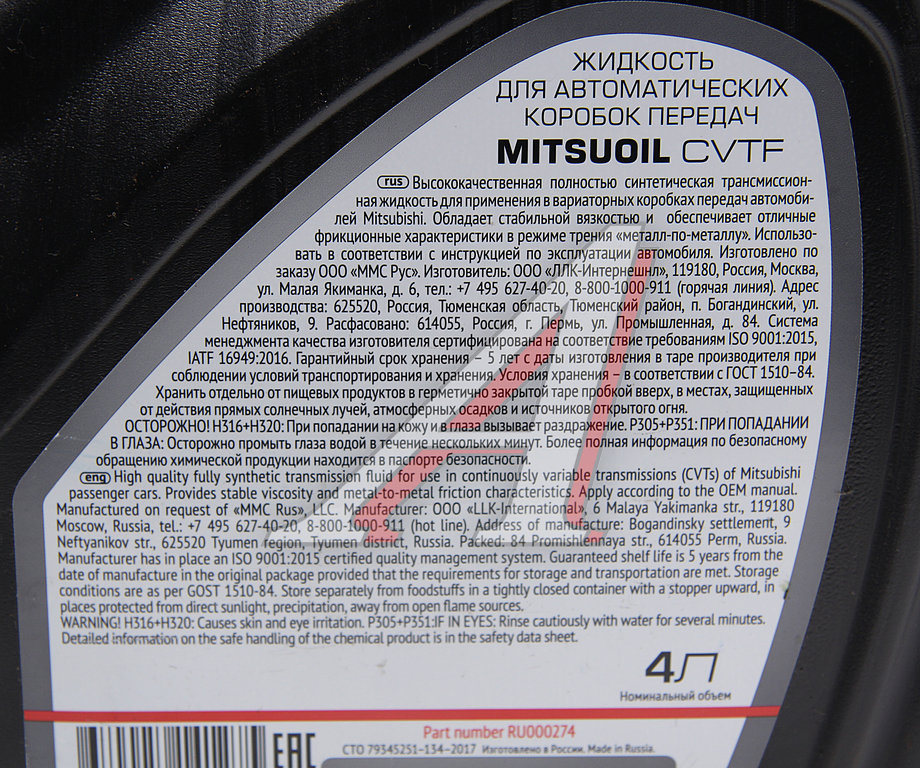 ЖИДКОСТЬ
ДЛЯ АВТОМАТИЧЕСКИХ
КОРОБОК ПЕРЕДАЧ
MITSUOIL CVTF
rus Высококачественная полностью синтетическая трансмиссион-
ная жидкость для применения в вариаторных коробках передач автомоби-
лей Mitsubishi. Обладает стабильной вязкостью и обеспечивает отличные
фрикционные характеристики в режиме трения «металл-по-металлу». Использо-
вать в соответствии с инструкцией по эксплуатации автомобиля. Изготовлено по
заказу ООО «ММС Рус». Изготовитель: ООО «ЛЛК-Интернешнл», 119180, Россия, Москва,
ул. Малая Якиманка, д. 6, тел.: +7 495 627-40-20, 8-800-1000-911 (горячая линия). Адрес
производства: 625520, Россия, Тюменская область, Тюменский район, п. Богандинский, ул.
Нефтяников, 9. Расфасовано: 614055, Россия, г. Пермь, ул. Промышленная, д. 84. Система
менеджмента качества изготовителя сертифицирована на соответствие требованиям ISO 9001:2015,
IATF 16949:2016. Гарантийный срок хранения – 5 лет с даты изготовления в таре производителя при
соблюдении условий транспортирования и хранения. Условия хранения – в соответствии с ГОСТ 1510-84.
Хранить отдельно от пищевых продуктов в герметично закрытой таре пробкой вверх, в местах, защищенных
от действия прямых солнечных лучей, атмосферных осадков и источников открытого огня.
ОСТОРОЖНО! H316+H320: При попадании на кожу и в глаза вызывает раздражение. P305+P351: ПРИ ПОПАДАНИИ
В ГЛАЗА: Осторожно промыть глаза водой в течение нескольких минут. Более полная информация по безопасному
обращению химической продукции находится в паспорте безопасности.
eng High quality fully synthetic transmission fluid for use in continuously variable transmissions (CVTs) of Mitsubishi
passenger cars. Provides stable viscosity and metal-to-metal friction characteristics. Apply according to the OEM manual.
Manufactured on request of «MMC Rus», LLC. Manufacturer: ООО «LLK-International», 6 Malaya Yakimanka str., 119180
Moscow, Russia, tel.: +7 495 627-40-20, 8-800-1000-911 (hot line). Address of manufacture: Bogandinsky settlement, 9
Neftyanikov str., 625520 Tyumen region, Tyumen district, Russia. Packed: 84 Promishlennaya str., 614055 Perm, Russia.
Manufacturer has in place an ISO 9001:2015 certified quality management system. Guaranteed shelf life is 5 years from the
date of manufacture in the original package provided that the requirements for storage and transportation are met. Storage
conditions are as per GOST 1510-84. Store separately from foodstuffs in a tightly closed container with a stopper upward, in
places protected from direct sunlight, precipitation, away from open flame sources.
WARNING! H316+H320: Causes skin and eye irritation. P305+P351:IF IN EYES: Rinse cautiously with water for several minutes.
Detailed information on the safe handling of the chemical product is in the safety data sheet.
4Л
Номинальный объем
Part number RU000274
EAC
СТО 79345251-134-2017 Изготовлено в России. Made in Russia.